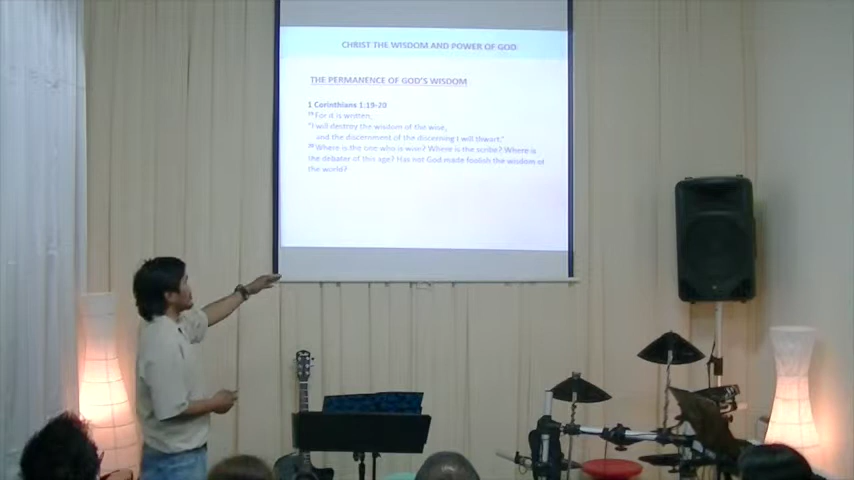 CHRIST THE WISDOM AND POWER OF GOD
THE PERMANENCE OF GOD'S WISDOM
1 Corinthians 1:19-20
19 For it is written,
"I will destroy the wisdom of the wise,
and the discernment of the discerning I will thwart."
20 Where is the one who is wise? Where is the scribe? Where is
the debater of this age? Has not God made foolish the wisdom of
the world?